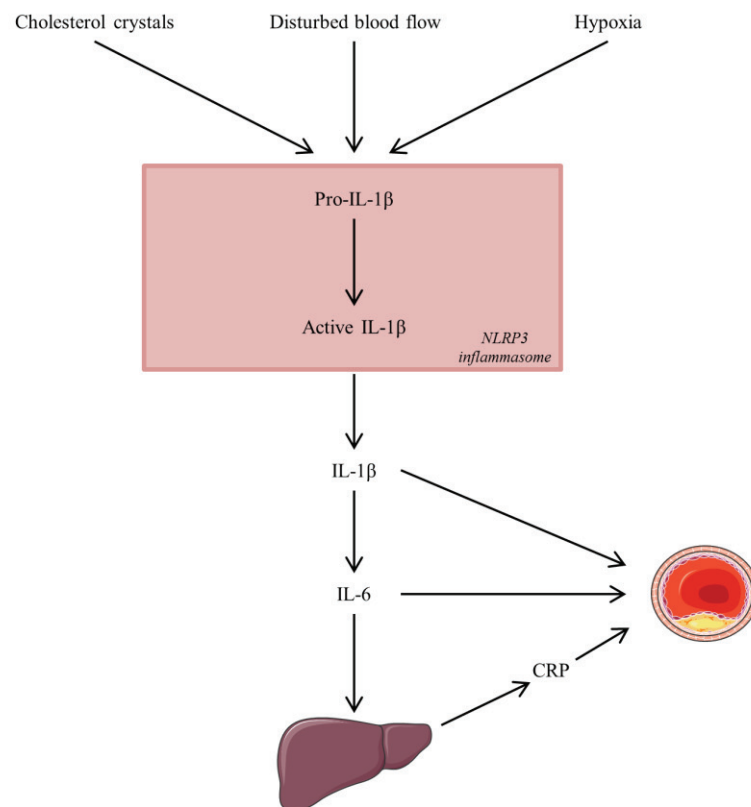 Cholesterol crystals
Disturbed blood flow
Hypoxia
Pro-IL-1β
Active IL-1β
NLRP3
inflammasome
IL-1β
IL-6
CRP